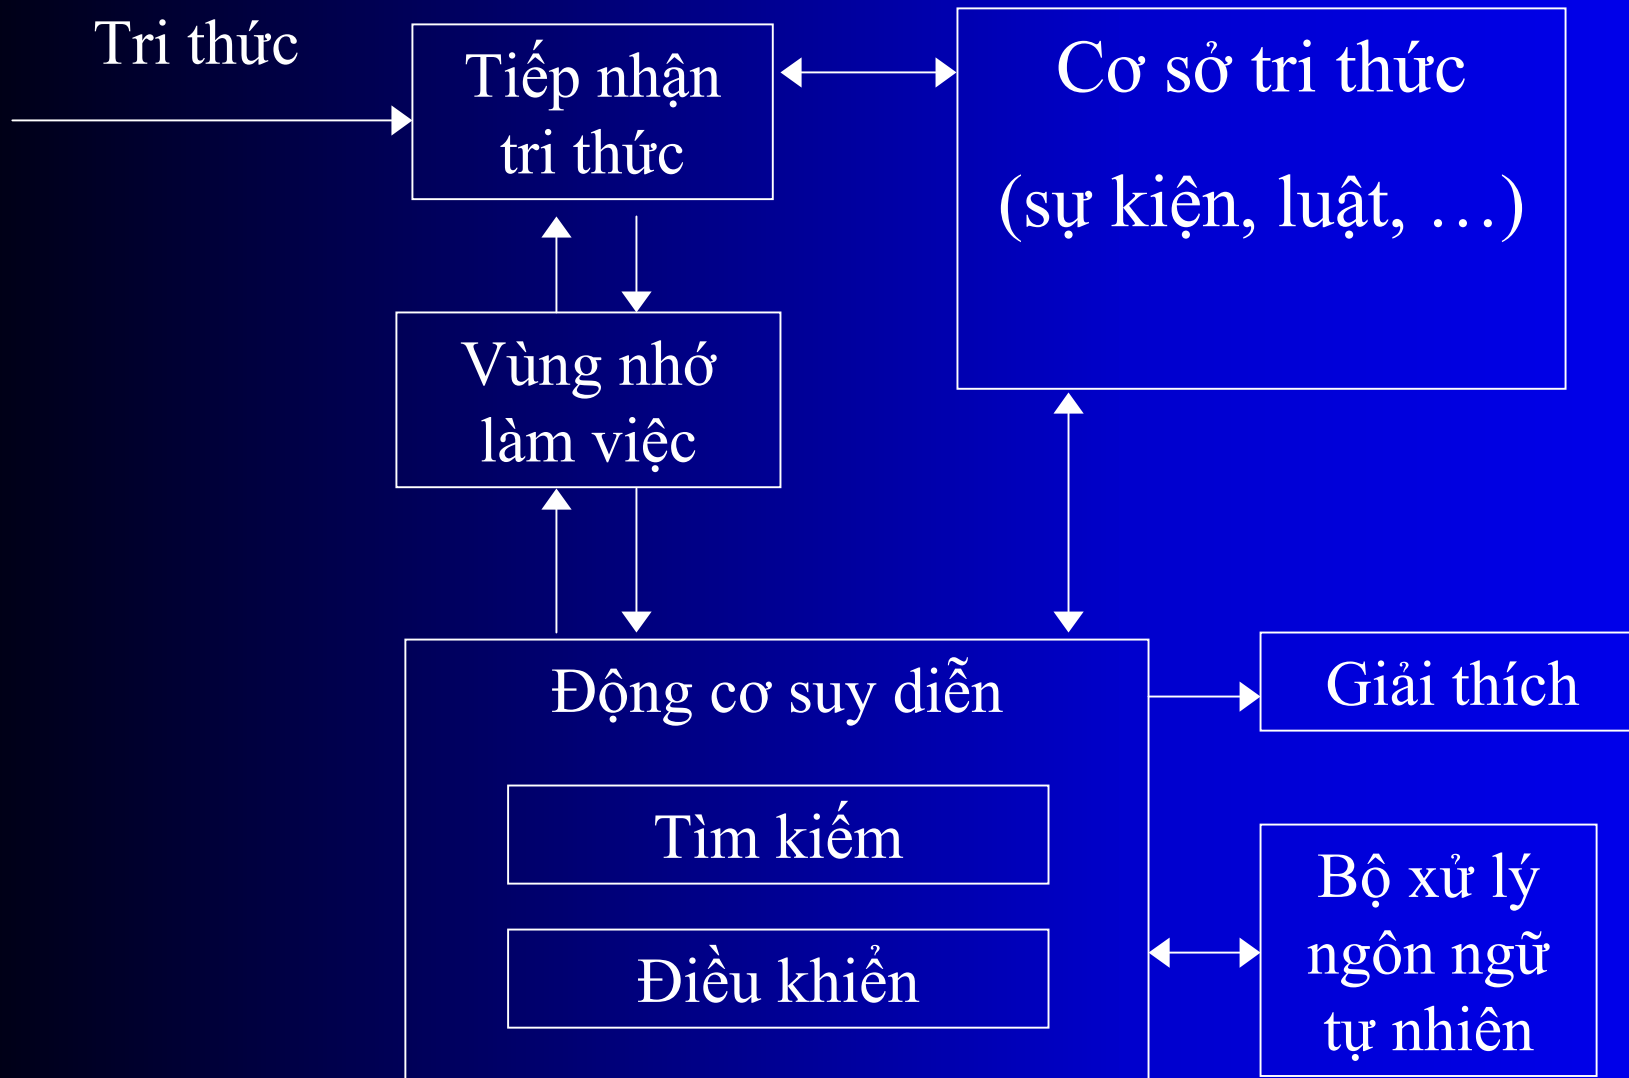 Tri thức
Tiếp nhận
tri thức
Cơ sở tri thức
(sự kiện, luật, …)
Vùng nhớ
làm việc
Động cơ suy diễn
Giải thích
Tìm kiếm
Điều khiển
Bộ xử lý
ngôn ngữ
tự nhiên